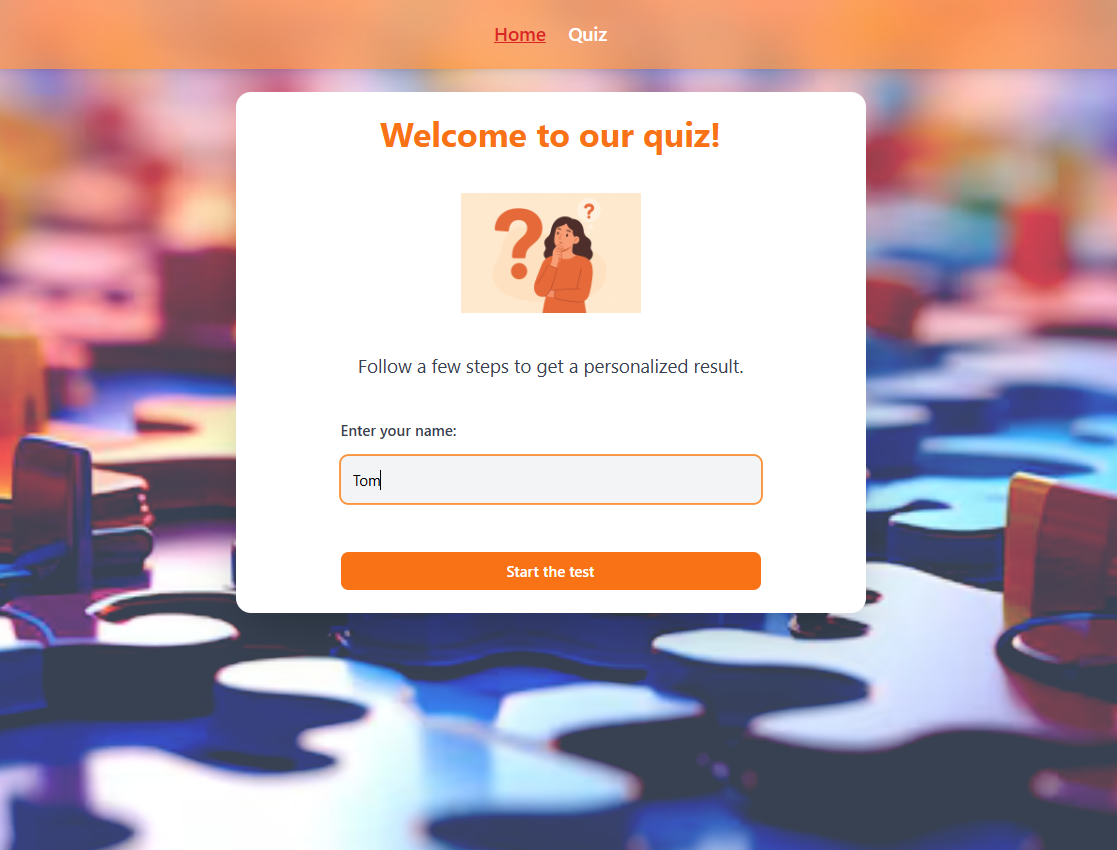 Home Quiz
Welcome to our quiz!
? ?
Follow a few steps to get a personalized result.
Enter your name:
Tom
Start the test